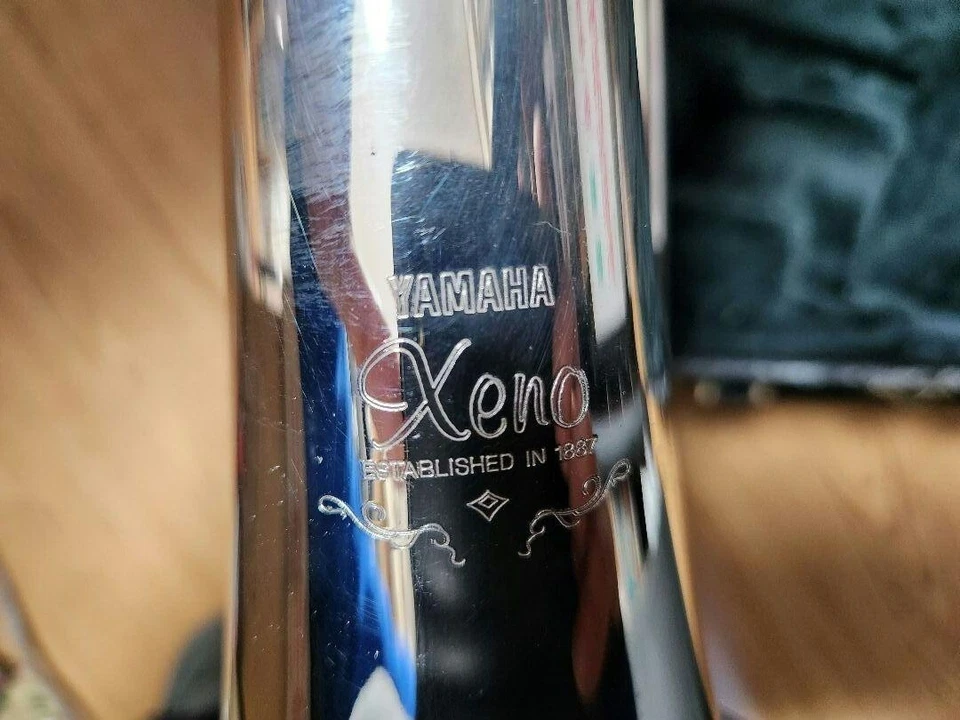 YAMAHA
Xeno
ESTABLISHED IN 1887